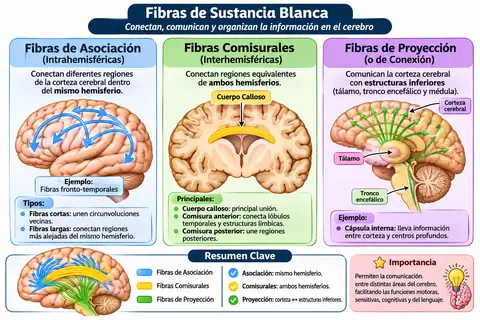 Fibras de Sustancia Blanca
Conectan, comunican y organizan la información en el cerebro
Fibras de Asociación
(Intrahemisféricas)
Conectan diferentes regiones
de la corteza cerebral dentro
del mismo hemisferio.
Ejemplo:
Fibras fronto-temporales
Tipos:
• Fibras cortas: unen circunvoluciones
vecinas.
• Fibras largas: conectan regiones
más alejadas del mismo hemisferio.
Fibras Comisurales
(Interhemisféricas)
Conectan regiones equivalentes
de ambos hemisferios.
Cuerpo Calloso
Principales:
• Cuerpo calloso: principal unión.
• Comisura anterior: conecta lóbulos
temporales y estructuras límbicas.
• Comisura posterior: une regiones
posteriores.
Fibras de Proyección
(o de Conexión)
Comunican la corteza cerebral
con estructuras inferiores
(tálamo, tronco encefálico y médula).
Corteza
cerebral
Tálamo
Tronco
encefálico
Ejemplo:
• Cápsula interna: lleva información
entre corteza y centros profundos.
Resumen Clave
Fibras de Asociación
Fibras Comisurales
Fibras de Proyección
Asociación: mismo hemisferio.
Comisurales: ambos hemisferios.
Proyección: corteza ↔ estructuras inferiores.
Importancia
Permiten la comunicación
entre distintas áreas del cerebro,
facilitando las funciones motoras,
sensitivas, cognitivas y del lenguaje.